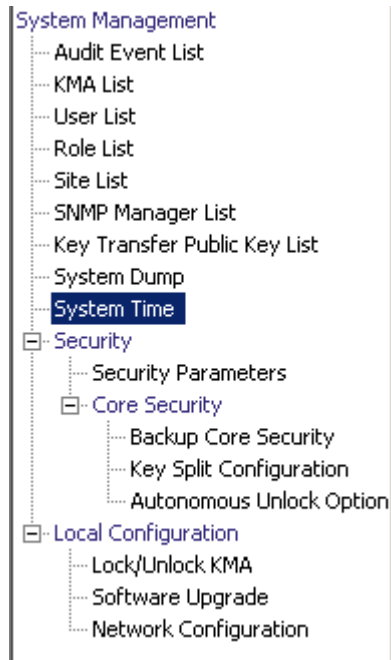 System Management
Audit Event List
KMA List
User List
Role List
Site List
SNMP Manager List
Key Transfer Public Key List
System Dump
System Time
Security
Security Parameters
Core Security
Backup Core Security
Key Split Configuration
Autonomous Unlock Option
Local Configuration
Lock/Unlock KMA
Software Upgrade
Network Configuration